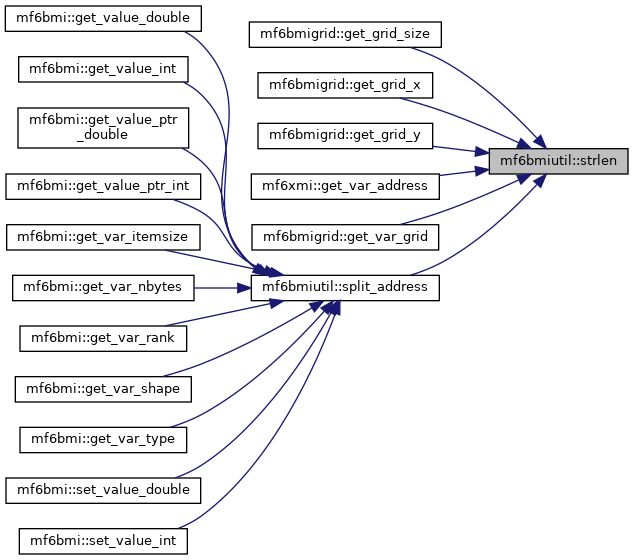 mf6bmi::get_value_double
mf6bmi::get_value_int
mf6bmi::get_value_ptr
_double
mf6bmi::get_value_ptr_int
mf6bmi::get_var_itemsize
mf6bmi::get_var_nbytes
mf6bmi::get_var_rank
mf6bmi::get_var_shape
mf6bmi::get_var_type
mf6bmi::set_value_double
mf6bmi::set_value_int
mf6bmigrid::get_grid_size
mf6bmigrid::get_grid_x
mf6bmigrid::get_grid_y
mf6xmi::get_var_address
mf6bmigrid::get_var_grid
mf6bmiutil::split_address
mf6bmiutil::strlen